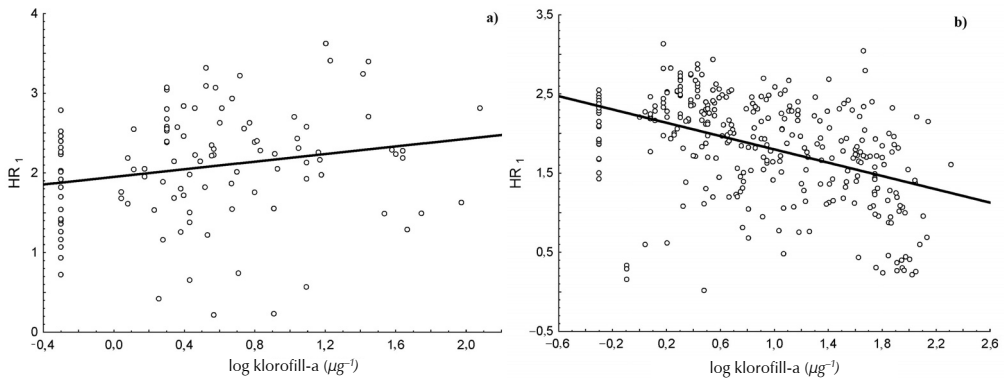 a)
HR 1
4
3
2
1
0
−0,4 0,0 0,4 0,8 1,2 1,6 2,0
log klorofill-a (µg⁻¹)
b)
HR 1
3,5
2,5
1,5
0,5
−0,5
−0,6 −0,2 0,2 0,6 1,0 1,4 1,8 2,2 2,6
log klorofill-a (µg⁻¹)